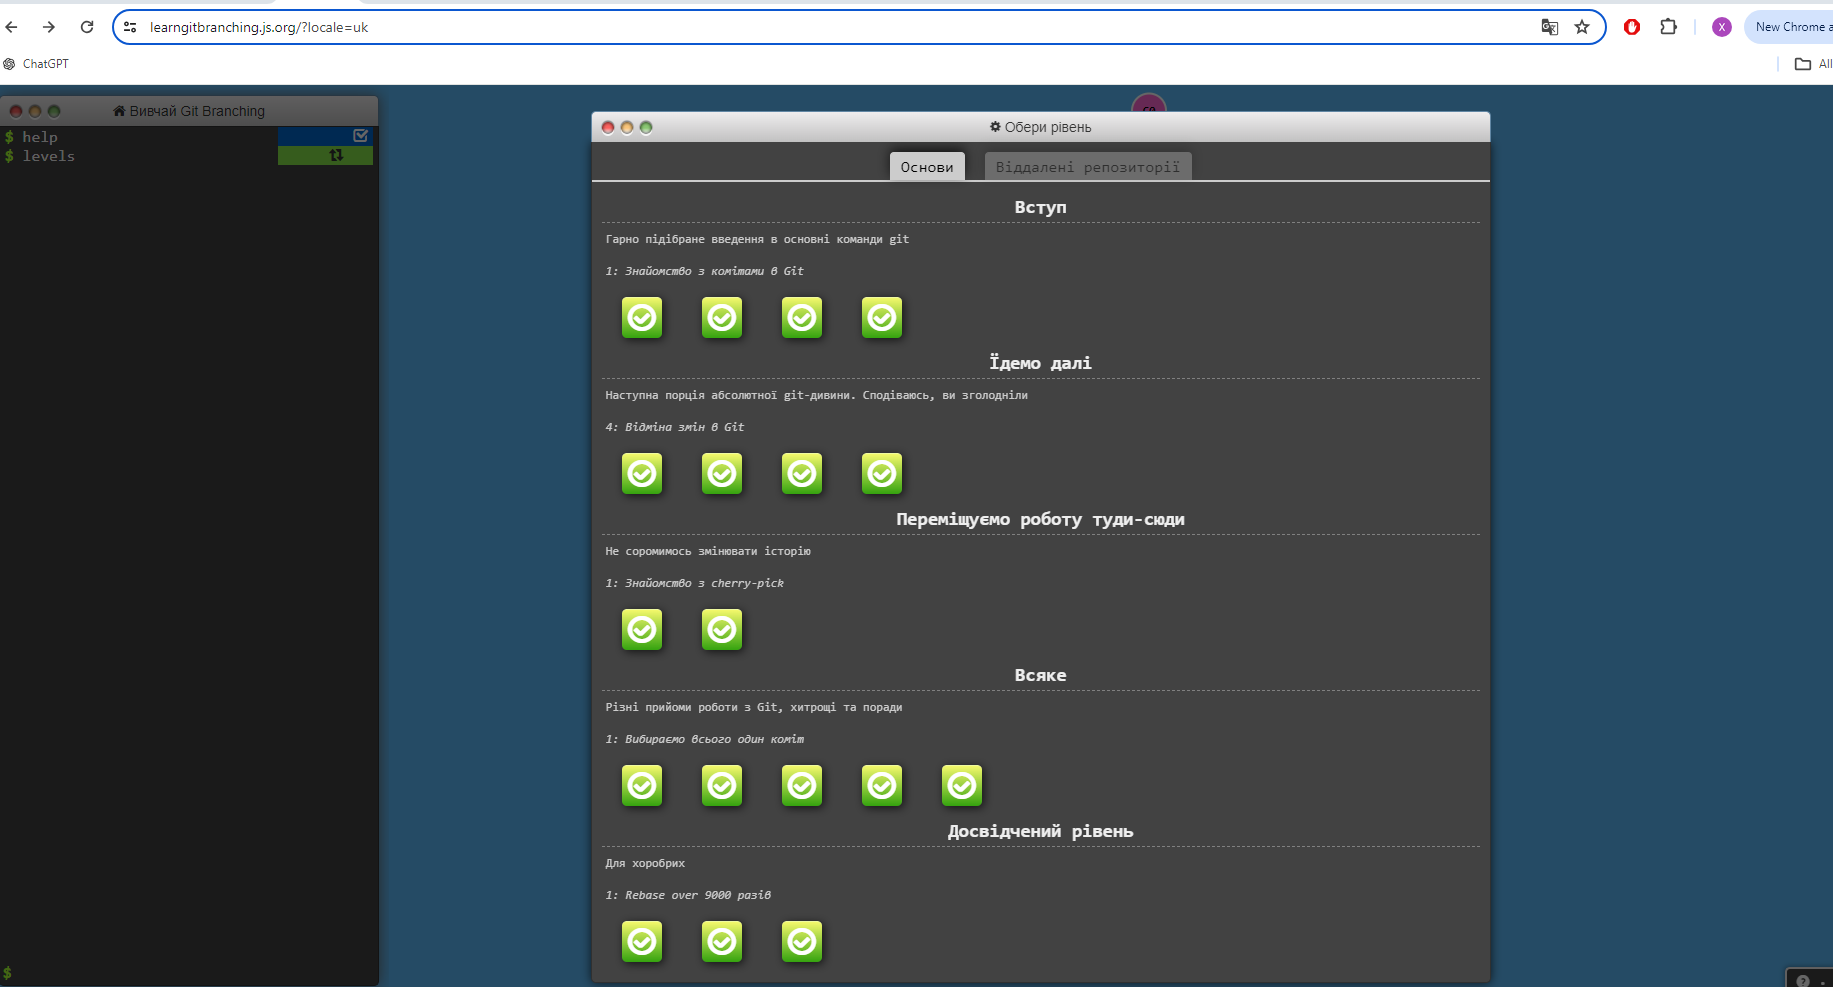 learngitbranching.js.org/?locale=uk
X
New Chrome a
ChatGPT
All
Вивчай Git Branching
$ help
$ levels
$
Обери рівень
Основи
Віддалені репозиторії
Вступ
Гарно підібране введення в основні команди git
1: Знайомство з комітами в Git
Їдемо далі
Наступна порція абсолютної git-дивини. Сподіваюсь, ви зголодніли
4: Відміна змін в Git
Переміщуємо роботу туди-сюди
Не соромимось змінювати історію
1: Знайомство з cherry-pick
Всяке
Різні прийоми роботи з Git, хитрощі та поради
1: Вибираємо всього один коміт
Досвідчений рівень
Для хоробрих
1: Rebase over 9000 разів